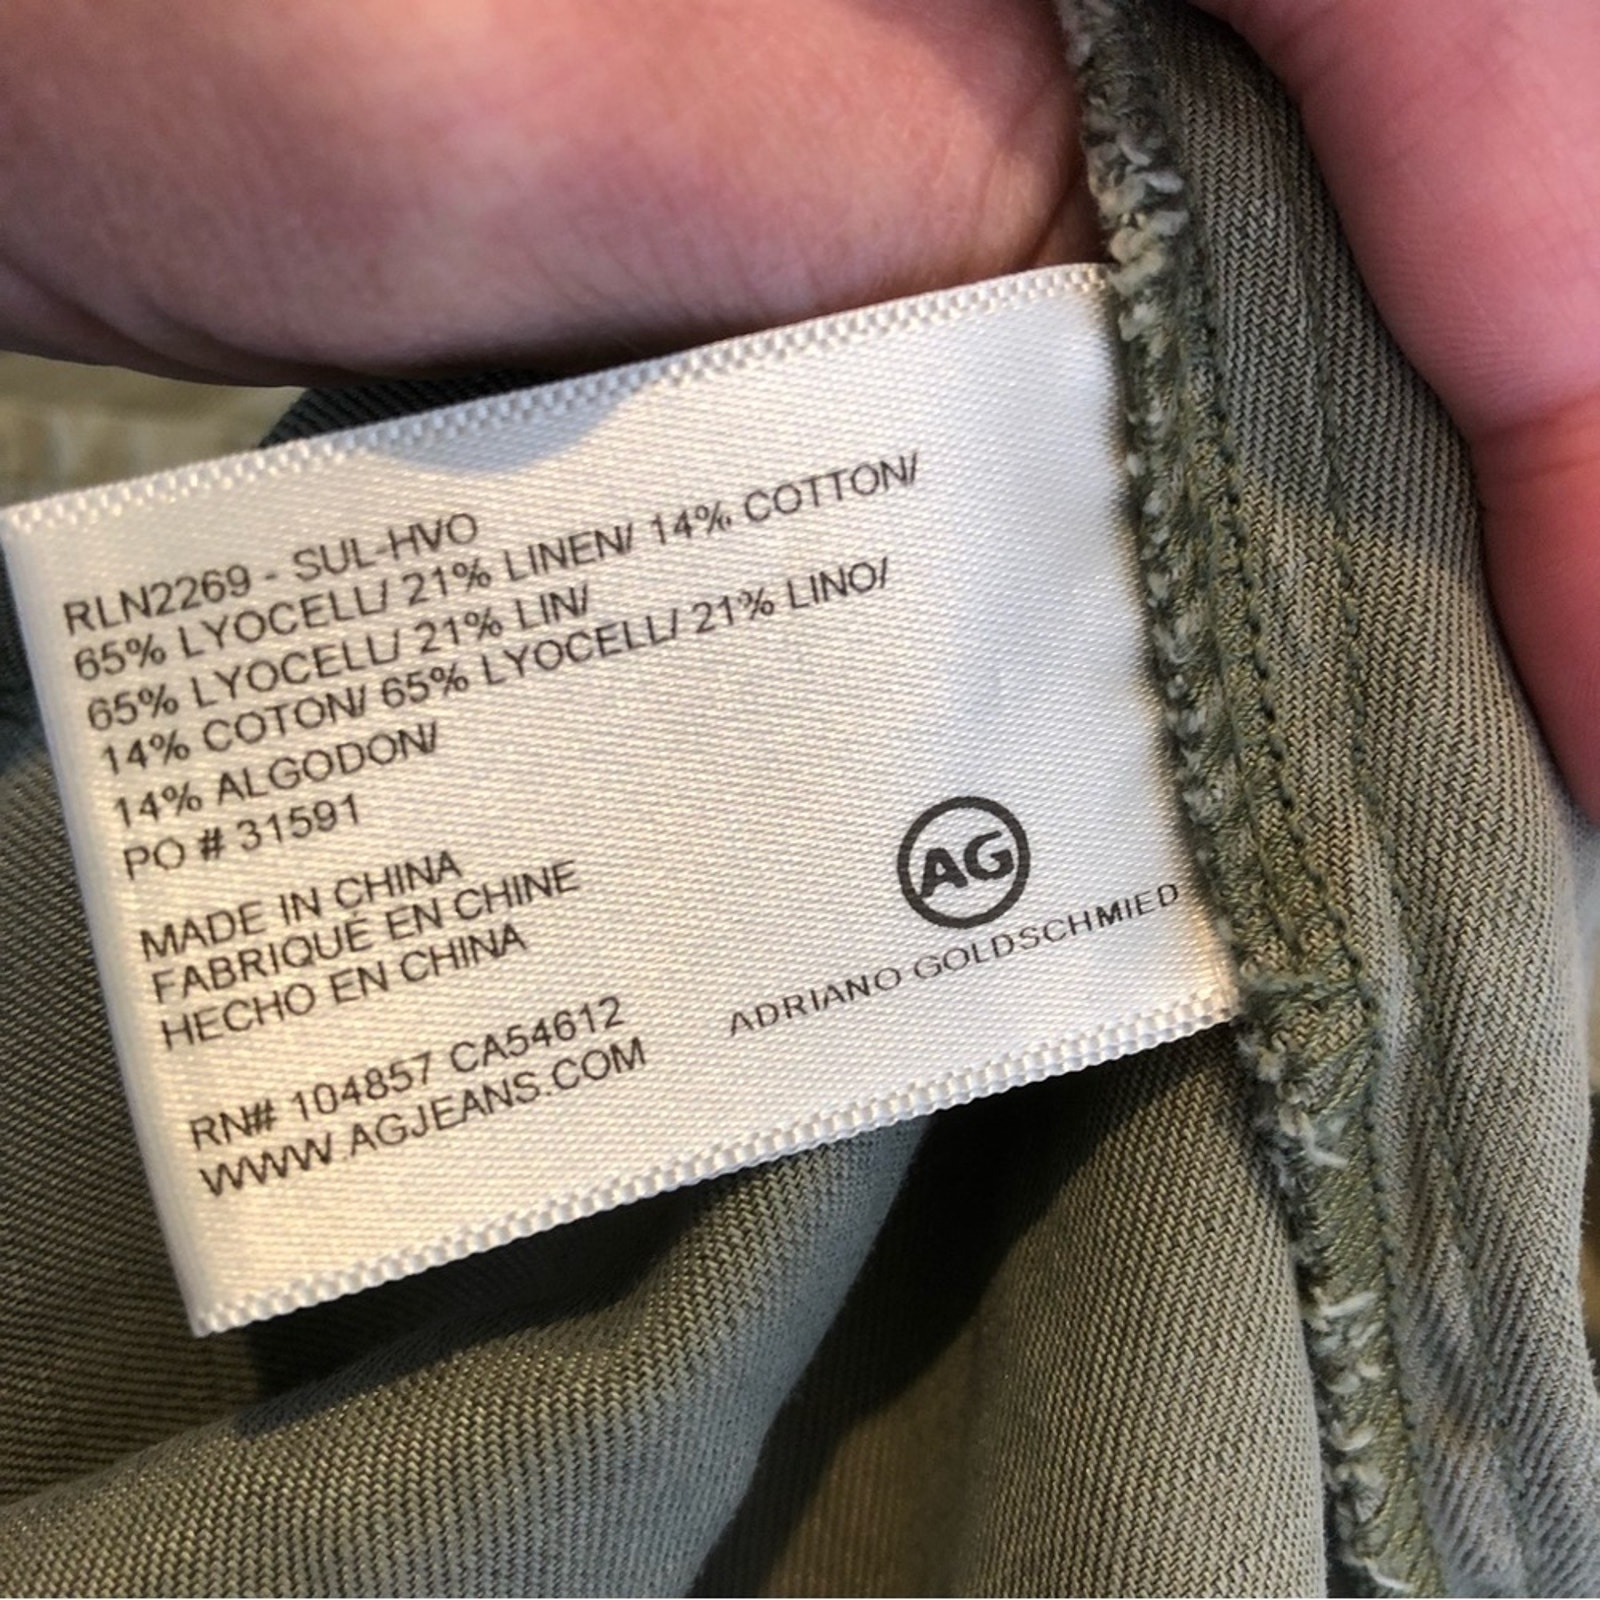 RLN2269 - SUL-HVO
65% LYOCELL/ 21% LINEN/ 14% COTTON/
65% LYOCELL/ 21% LIN/
14% COTON/ 65% LYOCELL/ 21% LINO/
14% ALGODON/
PO # 31591
MADE IN CHINA
FABRIQUÉ EN CHINE
HECHO EN CHINA
RN# 104857 CA54612
WWW.AGJEANS.COM
AG
ADRIANO GOLDSCHMIED